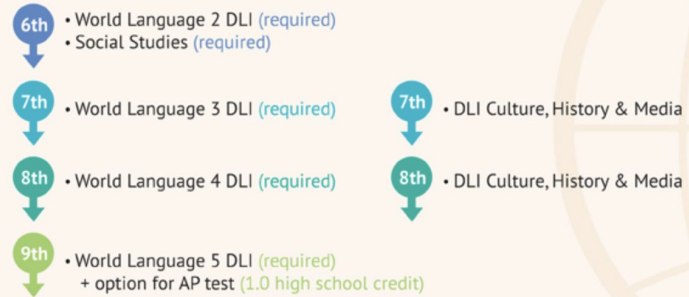 6th
• World Language 2 DLI (required)
• Social Studies (required)
7th
• World Language 3 DLI (required)
7th
• DLI Culture, History & Media
8th
• World Language 4 DLI (required)
8th
• DLI Culture, History & Media
9th
• World Language 5 DLI (required)
+ option for AP test (1.0 high school credit)